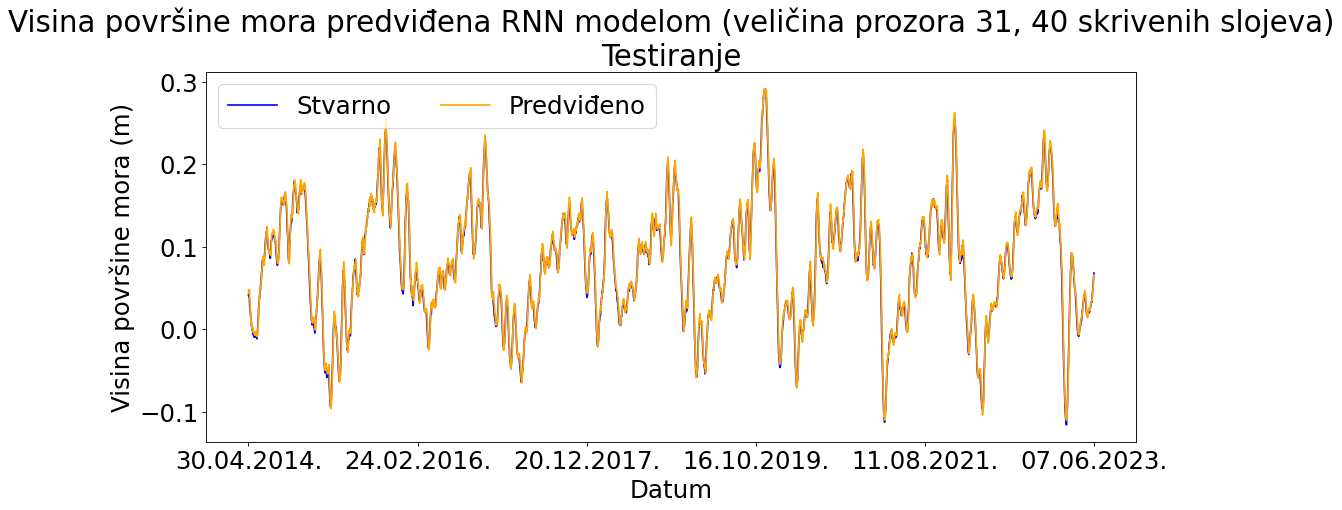 Visina površine mora predviđena RNN modelom (veličina prozora 31, 40 skrivenih slojeva)
Testiranje
Stvarno Predviđeno
Visina površine mora (m)
0.3
0.2
0.1
0.0
−0.1
30.04.2014. 24.02.2016. 20.12.2017. 16.10.2019. 11.08.2021. 07.06.2023.
Datum